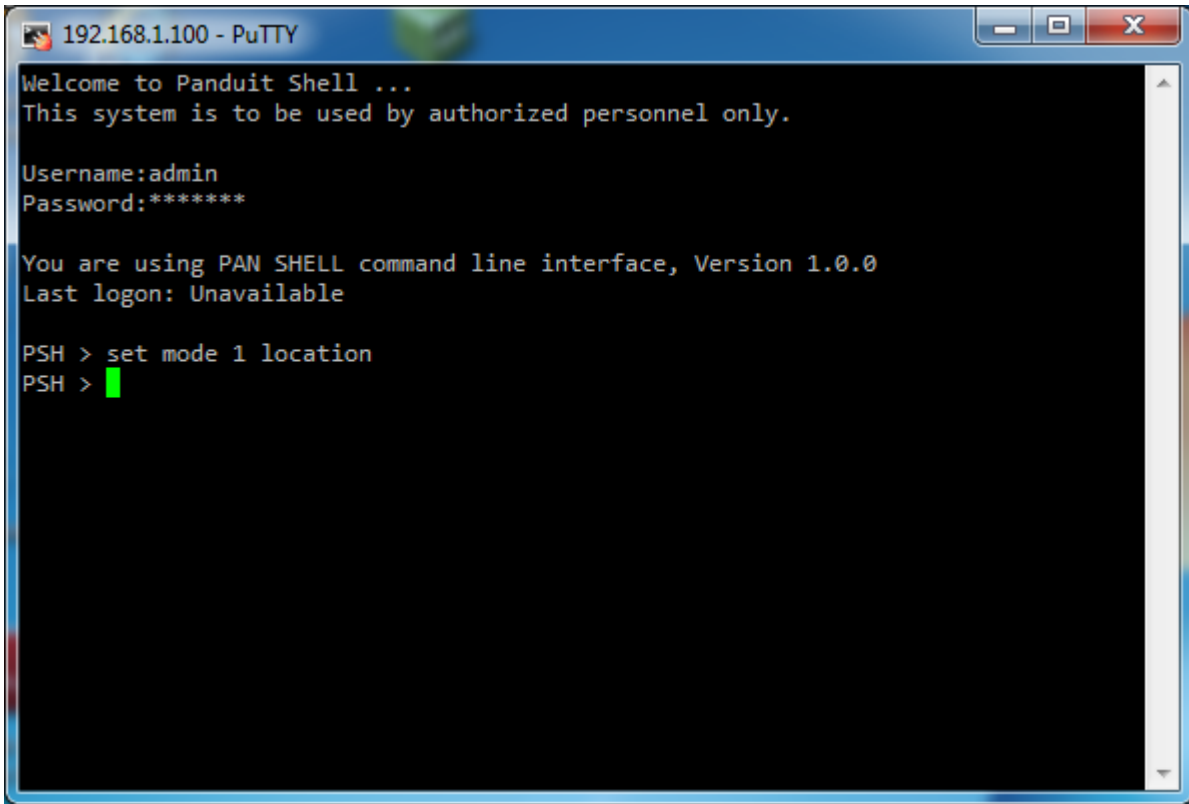 192.168.1.100 - PuTTY
Welcome to Panduit Shell ...
This system is to be used by authorized personnel only.
Username:admin
Password:*******
You are using PAN SHELL command line interface, Version 1.0.0
Last logon: Unavailable
PSH > set mode 1 location
PSH >